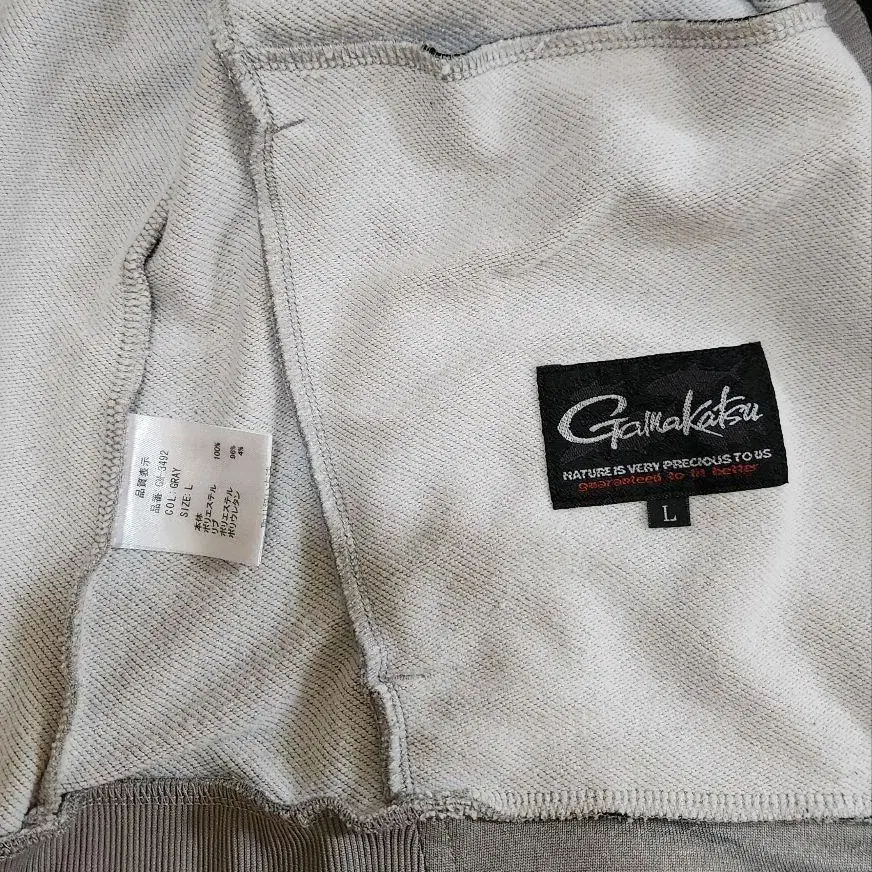 品質表示
品番:GM-3492
COL:GRAY
SIZE:L
本体
ポリエステル 100%
リブ
ポリエステル 96%
ポリウレタン 4%
Gamakatsu
NATURE IS VERY PRECIOUS TO US
guaranteed to fit better
L